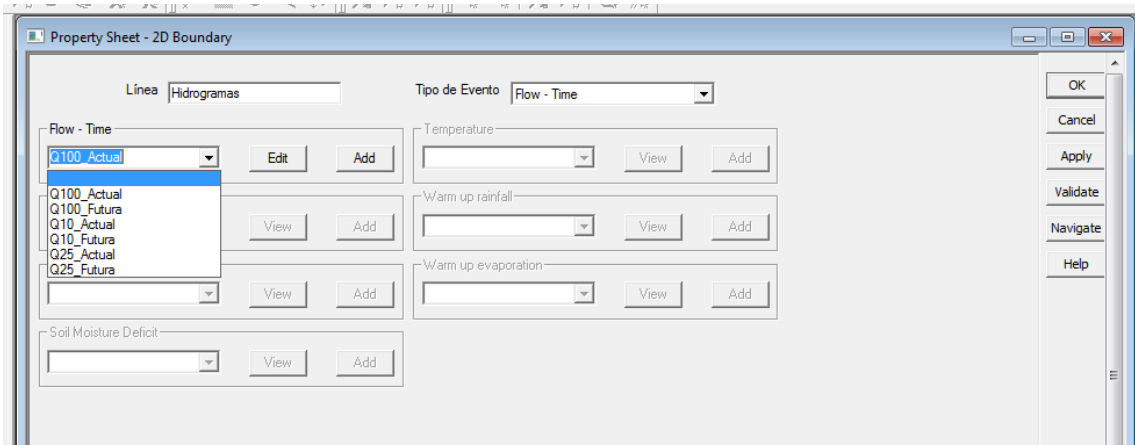 Property Sheet - 2D Boundary
Línea Hidrogramas Tipo de Evento Flow - Time
OK
Cancel
Apply
Validate
Navigate
Help
Flow - Time
Q100_Actual Edit Add
Q100_Actual
Q100_Futura
Q10_Actual
Q10_Futura
Q25_Actual
Q25_Futura
View Add
View Add
Soil Moisture Deficit
View Add
Temperature
View Add
Warm up rainfall
View Add
Warm up evaporation
View Add